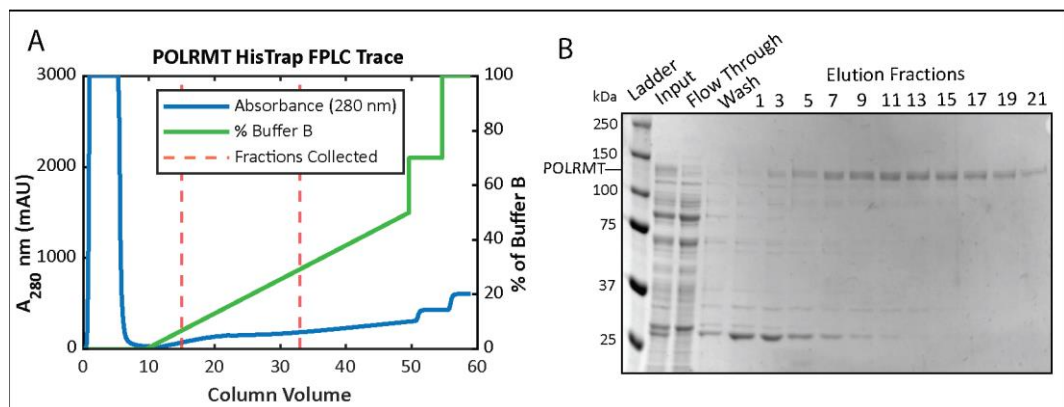 A
POLRMT HisTrap FPLC Trace
3000
2000
1000
0
A280 nm (mAU)
Absorbance (280 nm)
% Buffer B
Fractions Collected
100
80
60
40
20
0
% of Buffer B
0 10 20 30 40 50 60
Column Volume
B
Ladder
Input
Flow Through
Wash
Elution Fractions
1 3 5 7 9 11 13 15 17 19 21
kDa
250
150
POLRMT
100
75
37
25